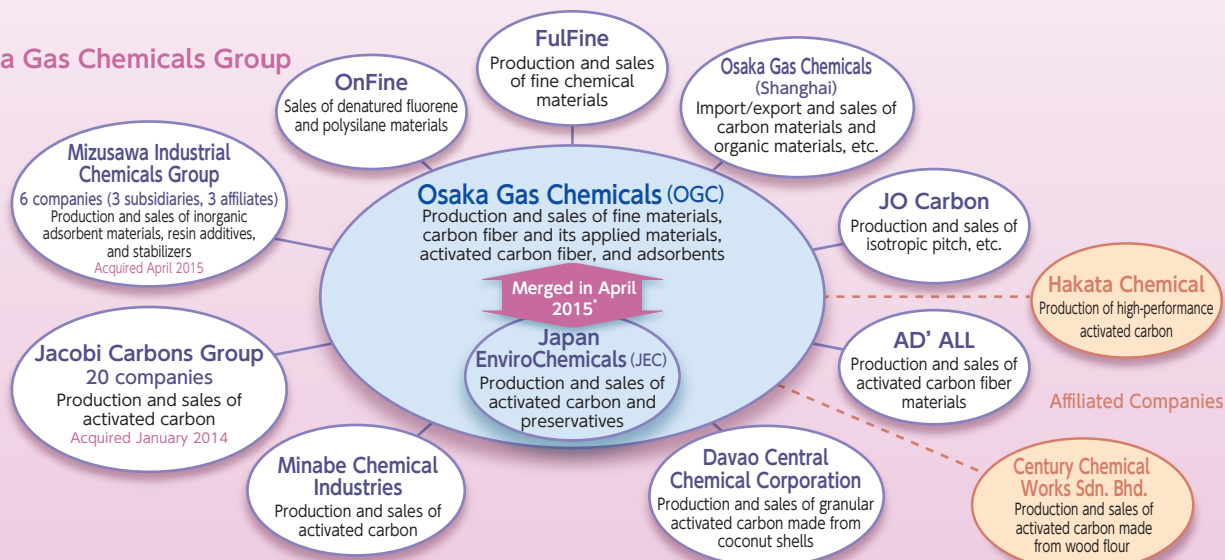 a Gas Chemicals Group
FulFine
Production and sales
of fine chemical
materials
OnFine
Sales of denatured fluorene
and polysilane materials
Osaka Gas Chemicals
(Shanghai)
Import/export and sales of
carbon materials and
organic materials, etc.
Mizusawa Industrial
Chemicals Group
6 companies (3 subsidiaries, 3 affiliates)
Production and sales of inorganic
adsorbent materials, resin additives,
and stabilizers
Acquired April 2015
Osaka Gas Chemicals (OGC)
Production and sales of fine materials,
carbon fiber and its applied materials,
activated carbon fiber, and adsorbents
JO Carbon
Production and sales of
isotropic pitch, etc.
Merged in April
2015*
Hakata Chemical
Production of high-performance
activated carbon
Jacobi Carbons Group
20 companies
Production and sales of
activated carbon
Acquired January 2014
Japan
EnviroChemicals (JEC)
Production and sales of
activated carbon and
preservatives
AD' ALL
Production and sales of
activated carbon fiber
materials
Affiliated Companies
Minabe Chemical
Industries
Production and sales of
activated carbon
Davao Central
Chemical Corporation
Production and sales of granular
activated carbon made from
coconut shells
Century Chemical
Works Sdn. Bhd.
Production and sales of
activated carbon made
from wood flour